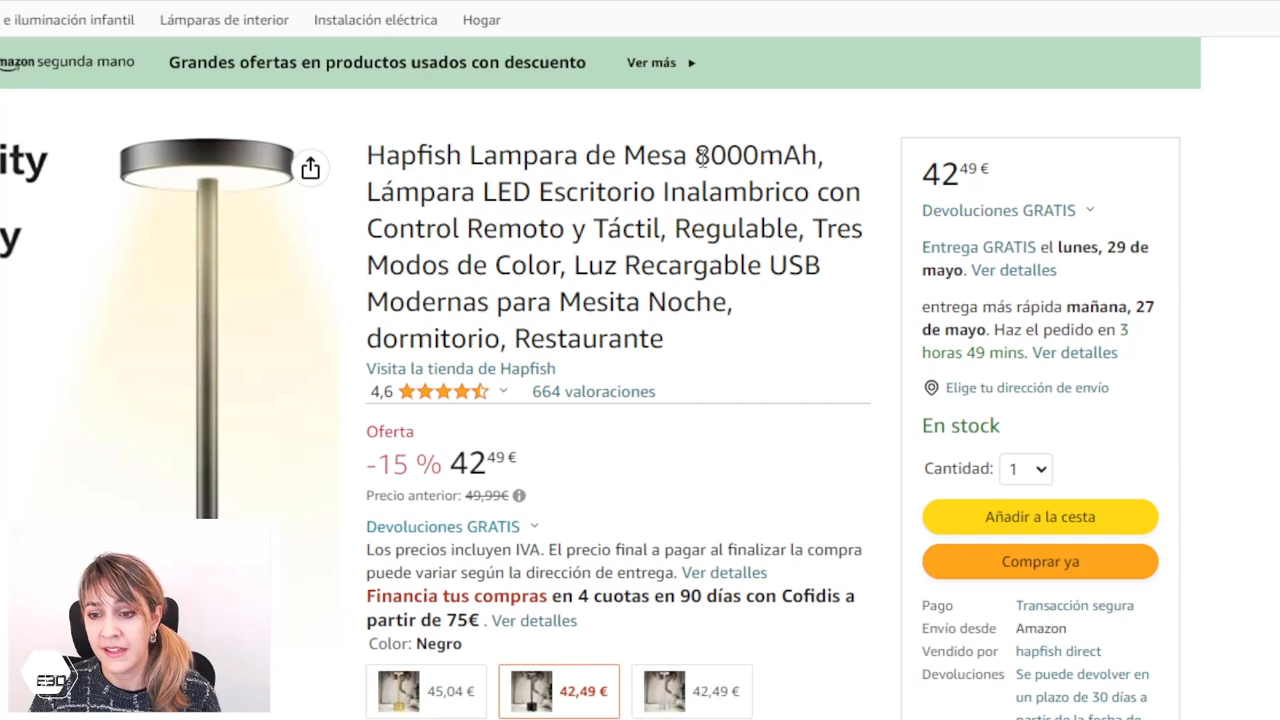 e iluminación infantil Lámparas de interior Instalación eléctrica Hogar
mazon segunda mano Grandes ofertas en productos usados con descuento Ver más
ity
y
Hapfish Lampara de Mesa 8000mAh,
Lámpara LED Escritorio Inalambrico con
Control Remoto y Táctil, Regulable, Tres
Modos de Color, Luz Recargable USB
Modernas para Mesita Noche,
dormitorio, Restaurante
Visita la tienda de Hapfish
4,6 664 valoraciones
Oferta
-15 % 42 49 €
Precio anterior: 49,99€
Devoluciones GRATIS
Los precios incluyen IVA. El precio final a pagar al finalizar la compra
puede variar según la dirección de entrega. Ver detalles
Financia tus compras en 4 cuotas en 90 días con Cofidis a
partir de 75€ . Ver detalles
Color: Negro
45,04 € 42,49 € 42,49 €
42 49 €
Devoluciones GRATIS
Entrega GRATIS el lunes, 29 de
mayo. Ver detalles
entrega más rápida mañana, 27
de mayo. Haz el pedido en 3
horas 49 mins. Ver detalles
Elige tu dirección de envío
En stock
Cantidad: 1
Añadir a la cesta
Comprar ya
Pago Transacción segura
Envío desde Amazon
Vendido por hapfish direct
Devoluciones Se puede devolver en
un plazo de 30 días a
partir de la fecha de